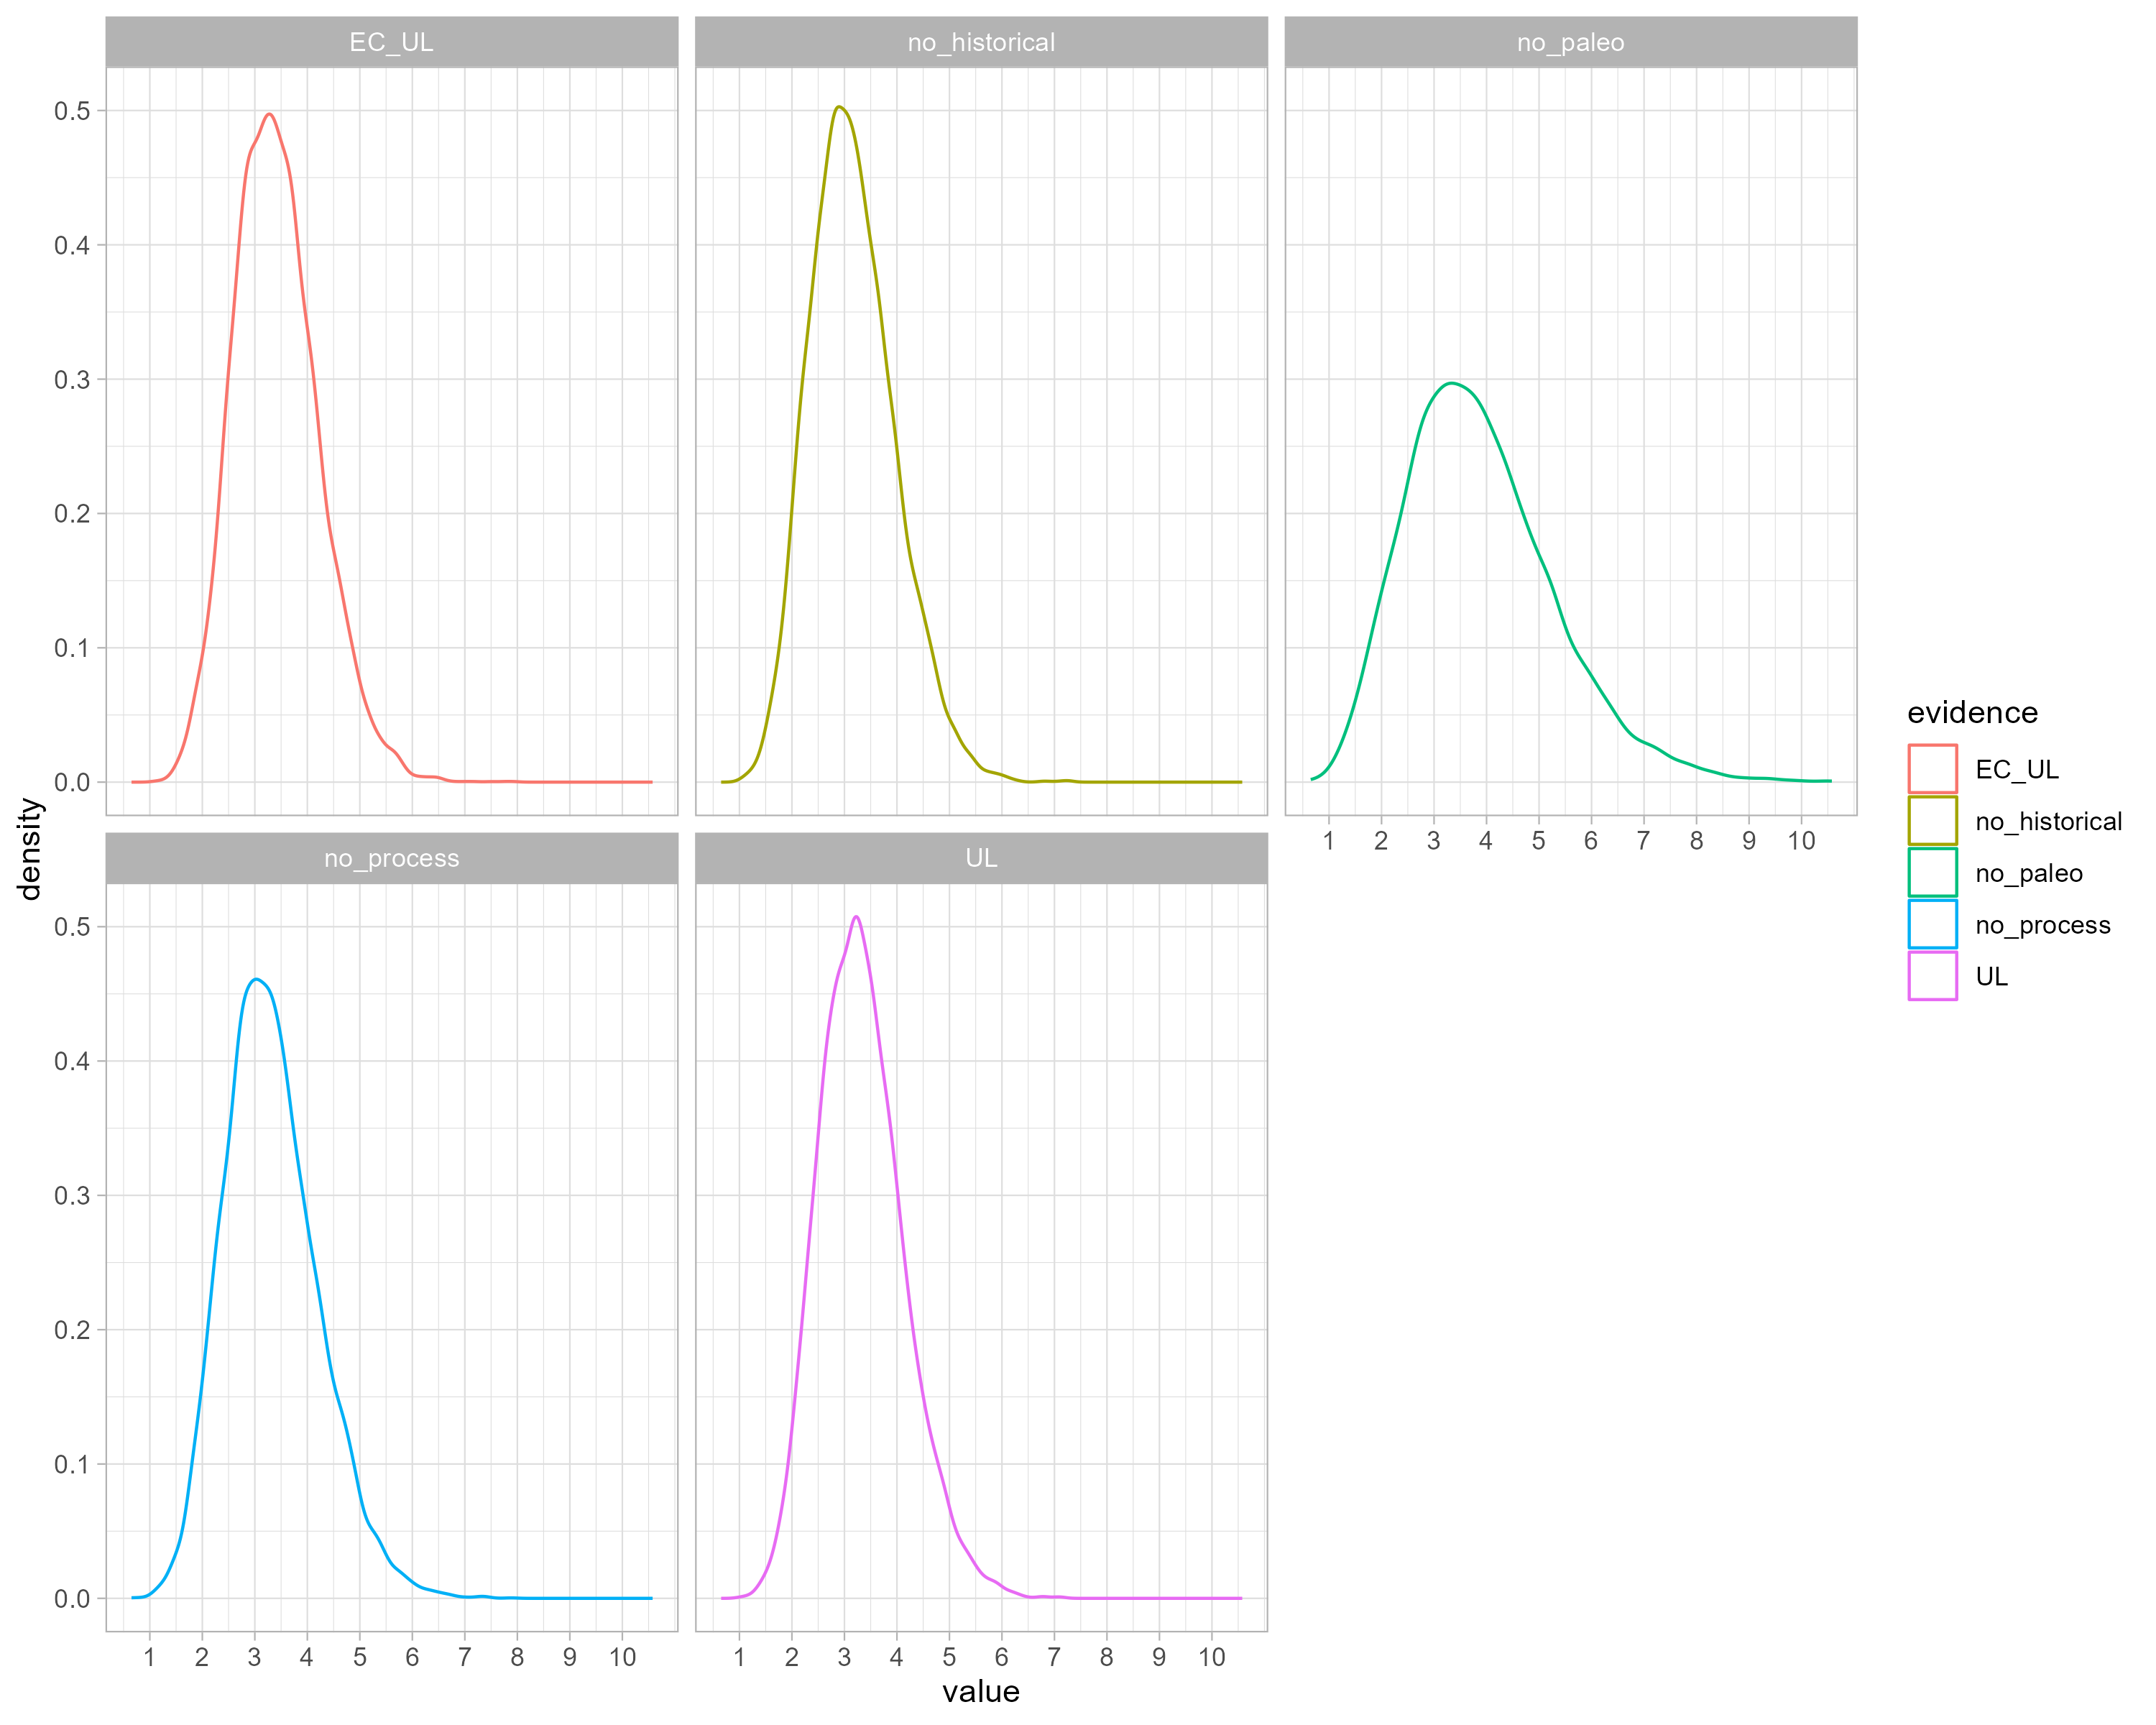 EC_UL
no_historical
no_paleo
0.5
0.4
0.3
0.2
0.1
0.0
1 2 3 4 5 6 7 8 9 10
no_process
UL
0.5
0.4
0.3
0.2
0.1
0.0
1 2 3 4 5 6 7 8 9 10
1 2 3 4 5 6 7 8 9 10
value
density
evidence
EC_UL
no_historical
no_paleo
no_process
UL